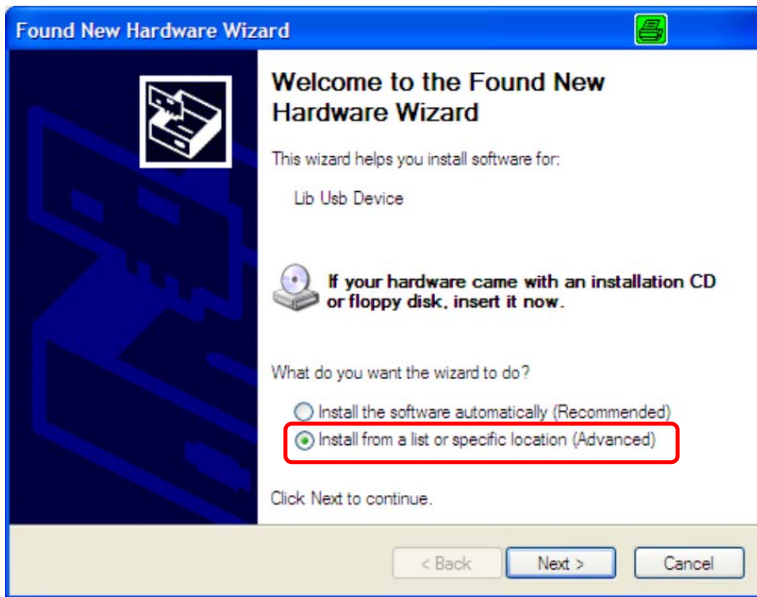 Found New Hardware Wizard
Welcome to the Found New
Hardware Wizard
This wizard helps you install software for:
Lib Usb Device
If your hardware came with an installation CD
or floppy disk, insert it now.
What do you want the wizard to do?
Install the software automatically (Recommended)
Install from a list or specific location (Advanced)
Click Next to continue.
< Back Next > Cancel